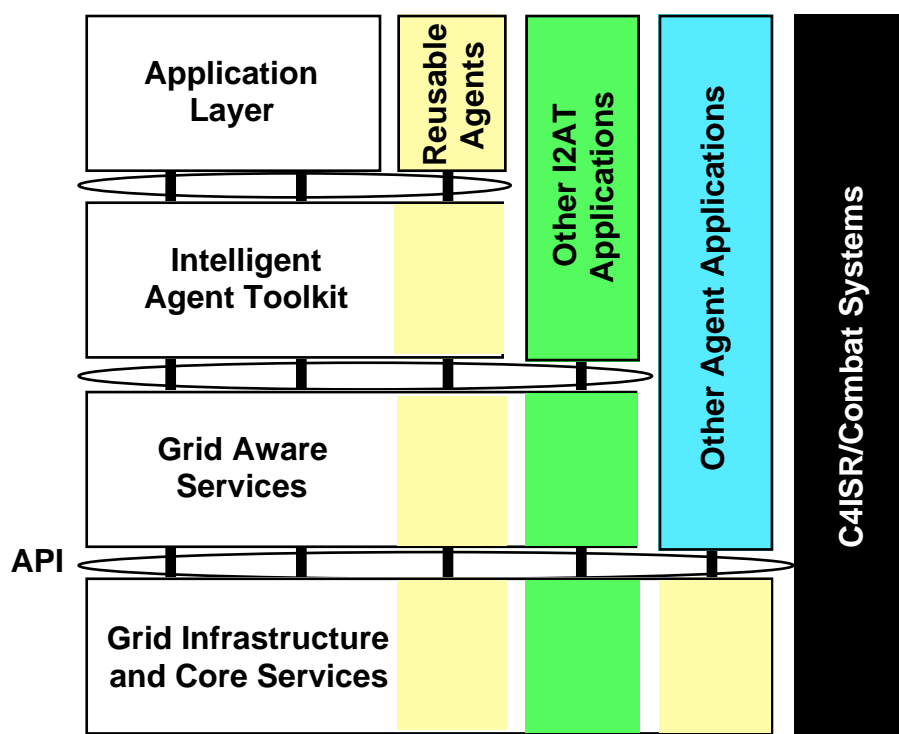 Application
Layer
Reusable
Agents
Other I2AT
Applications
Other Agent Applications
C4ISR/Combat Systems
Intelligent
Agent Toolkit
Grid Aware
Services
API
Grid Infrastructure
and Core Services